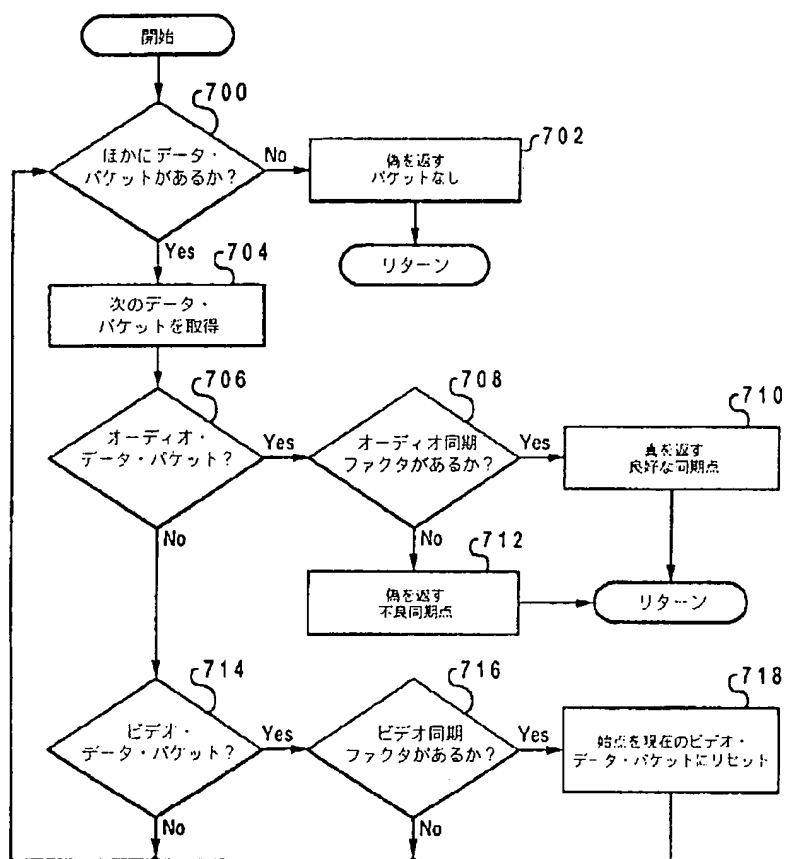 開始
700
ほかにデータ・
パケットがあるか？
No
702
偽を返す
パケットなし
リターン
Yes
704
次のデータ・
パケットを取得
706
オーディオ・
データ・パケット？
Yes
708
オーディオ同期
ファクタがあるか？
Yes
710
真を返す
良好な同期点
No
No
712
偽を返す
不良同期点
リターン
714
ビデオ・
データ・パケット？
Yes
716
ビデオ同期
ファクタがあるか？
Yes
718
始点を現在のビデオ・
データ・パケットにリセット
No
No